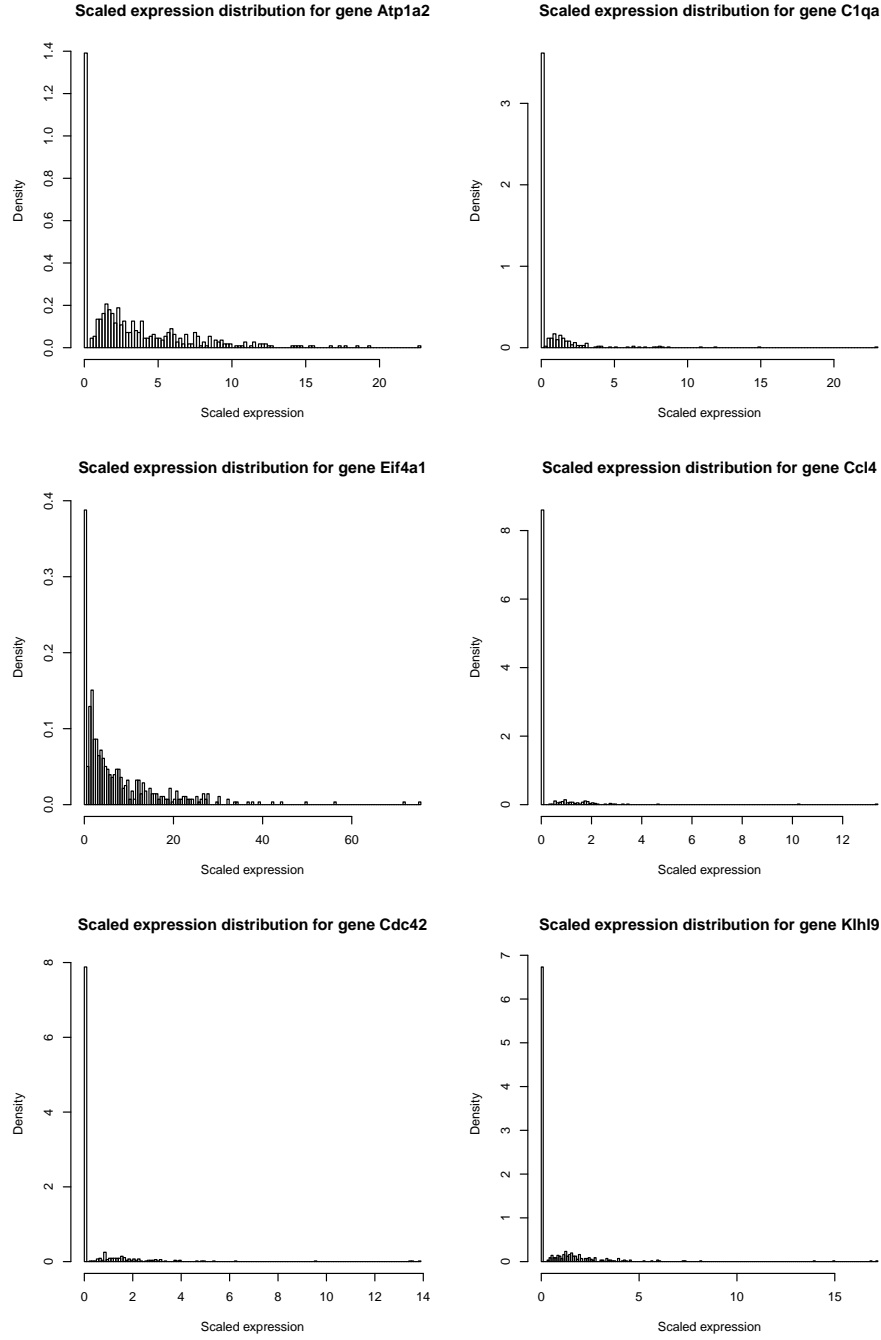 Scaled expression distribution for gene Atp1a2
Density
0.0 0.2 0.4 0.6 0.8 1.0 1.2 1.4
0 5 10 15 20
Scaled expression
Scaled expression distribution for gene C1qa
Density
0 1 2 3
0 5 10 15 20
Scaled expression
Scaled expression distribution for gene Eif4a1
Density
0.0 0.1 0.2 0.3 0.4
0 20 40 60
Scaled expression
Scaled expression distribution for gene Ccl4
Density
0 2 4 6 8
0 2 4 6 8 10 12
Scaled expression
Scaled expression distribution for gene Cdc42
Density
0 2 4 6 8
0 2 4 6 8 10 12 14
Scaled expression
Scaled expression distribution for gene Klhl9
Density
0 1 2 3 4 5 6 7
0 5 10 15
Scaled expression